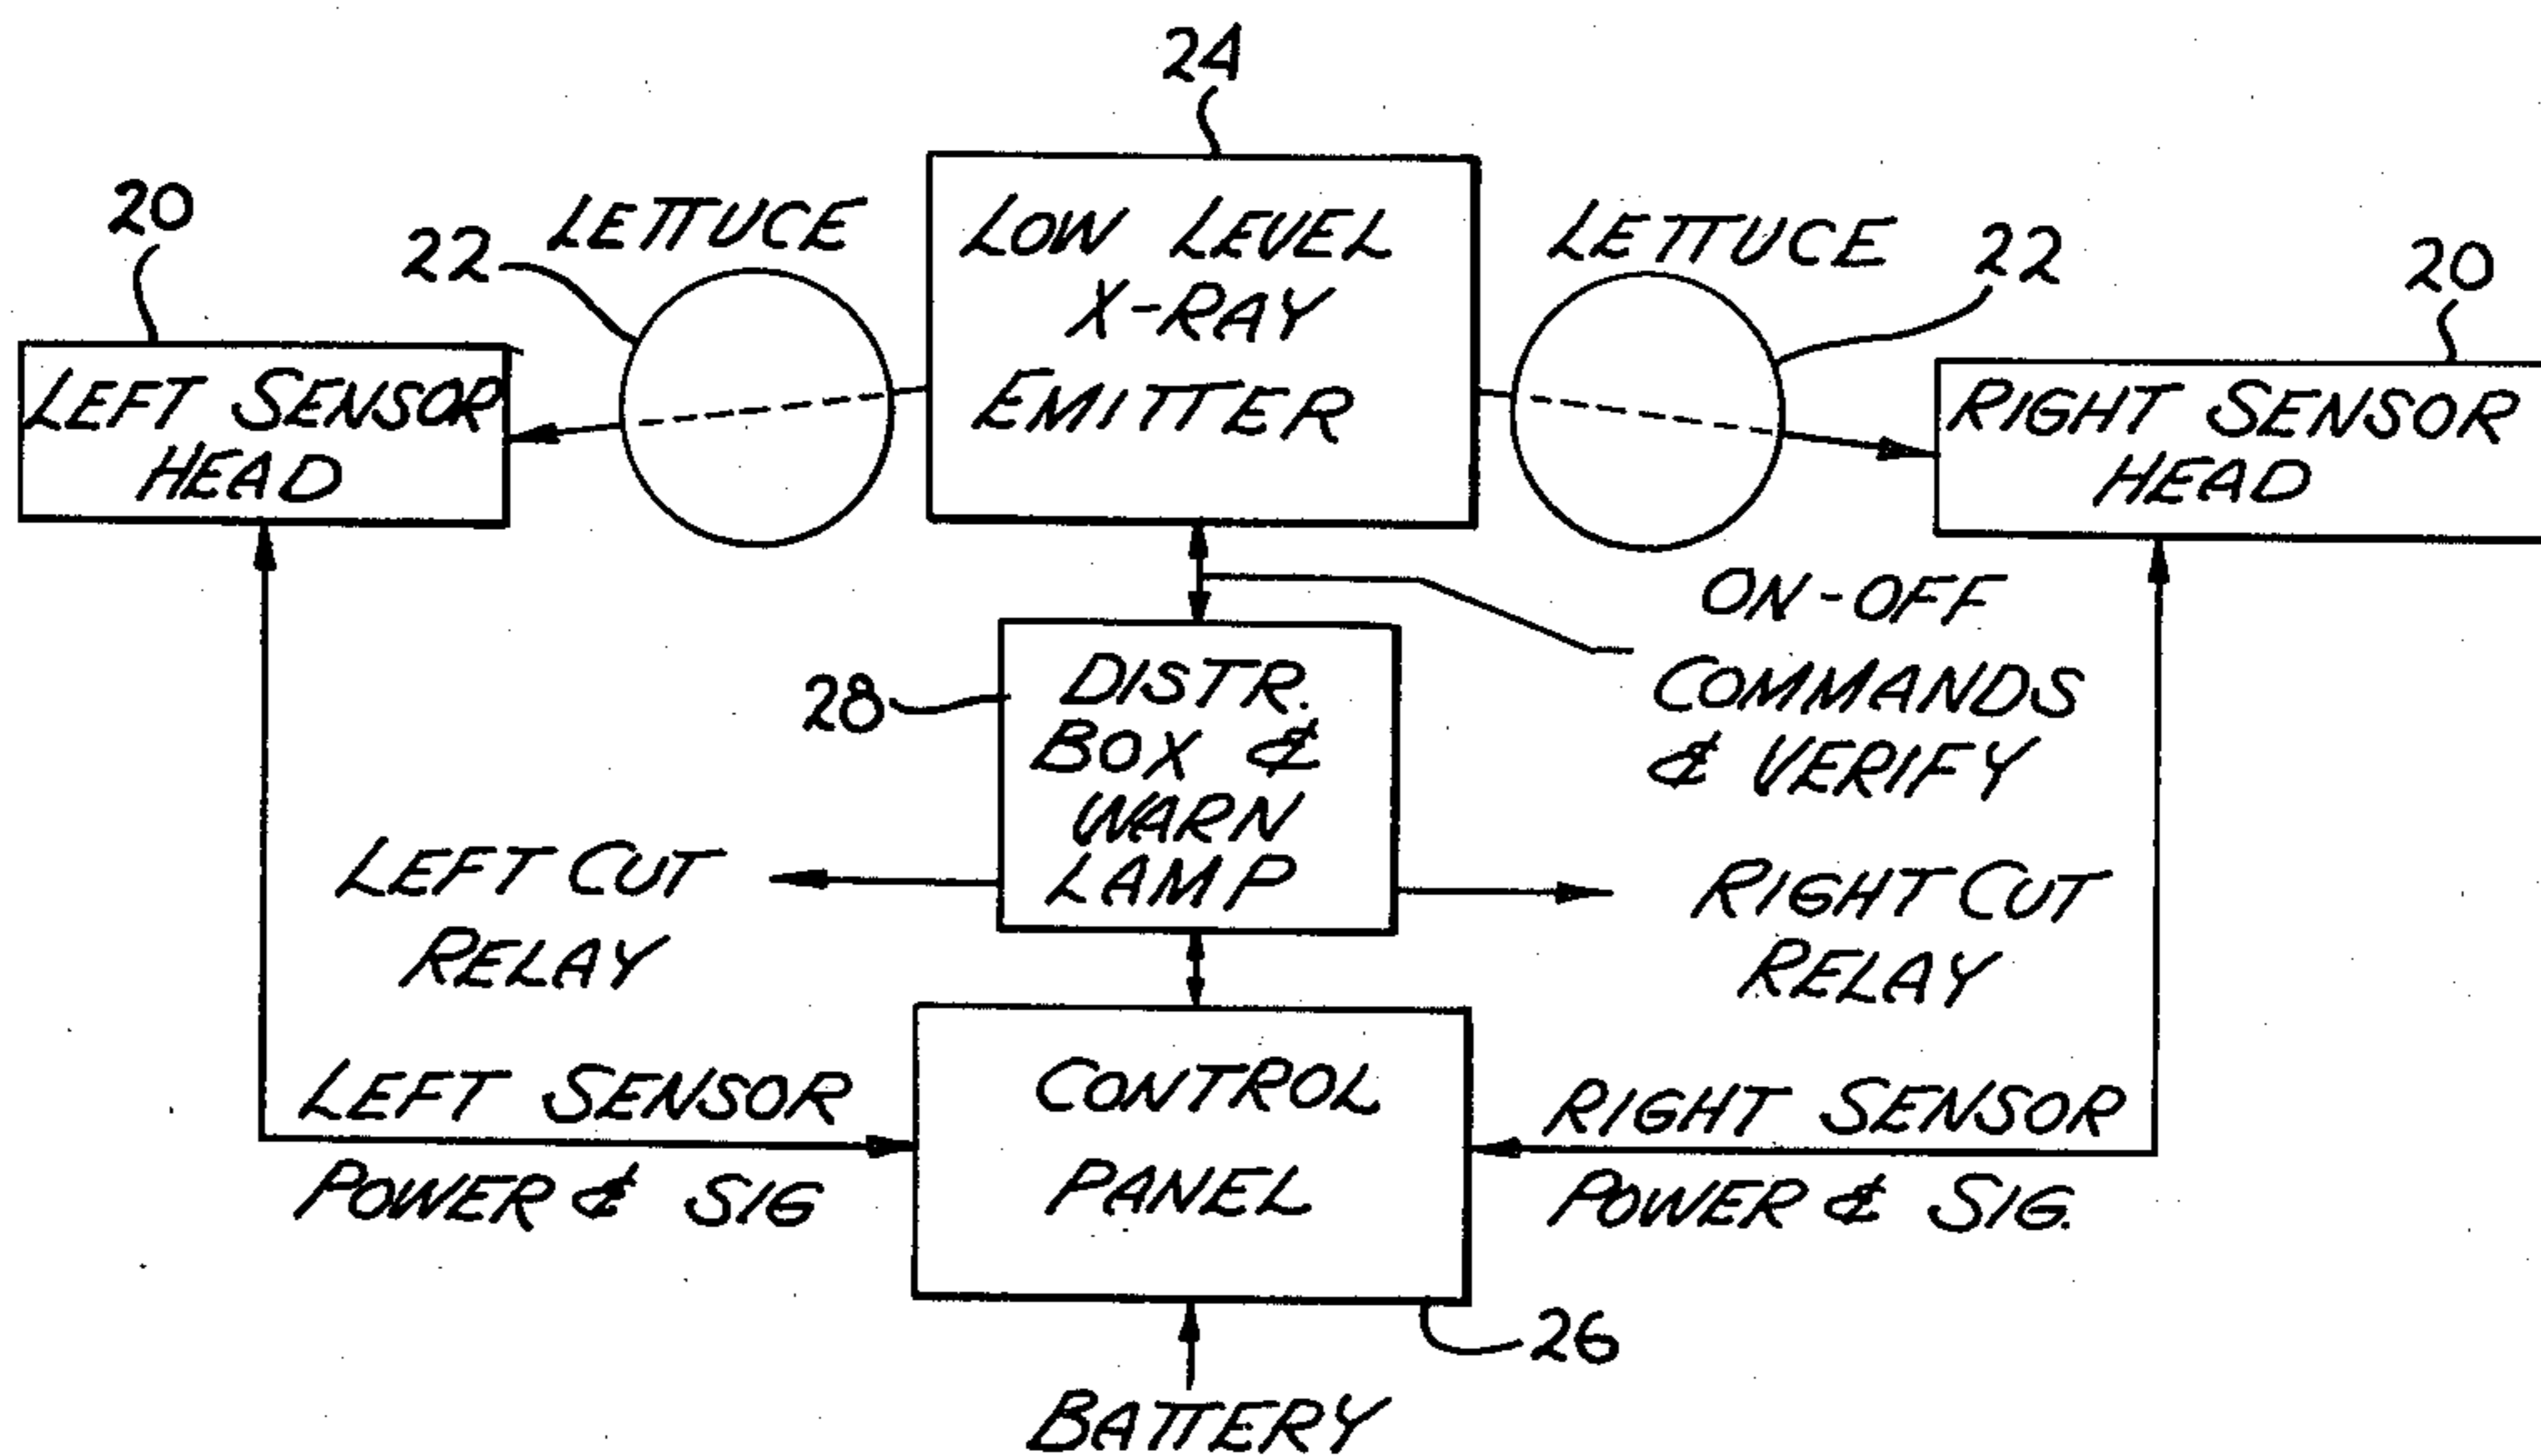 24
20
22
LETTUCE
LOW LEVEL
X-RAY
EMITTER
LETTUCE
22
20
LEFT SENSOR
HEAD
RIGHT SENSOR
HEAD
ON-OFF
COMMANDS
& VERIFY
28
DISTR.
BOX &
WARN
LAMP
LEFT CUT
RELAY
RIGHT CUT
RELAY
LEFT SENSOR
POWER & SIG
CONTROL
PANEL
RIGHT SENSOR
POWER & SIG.
26
BATTERY